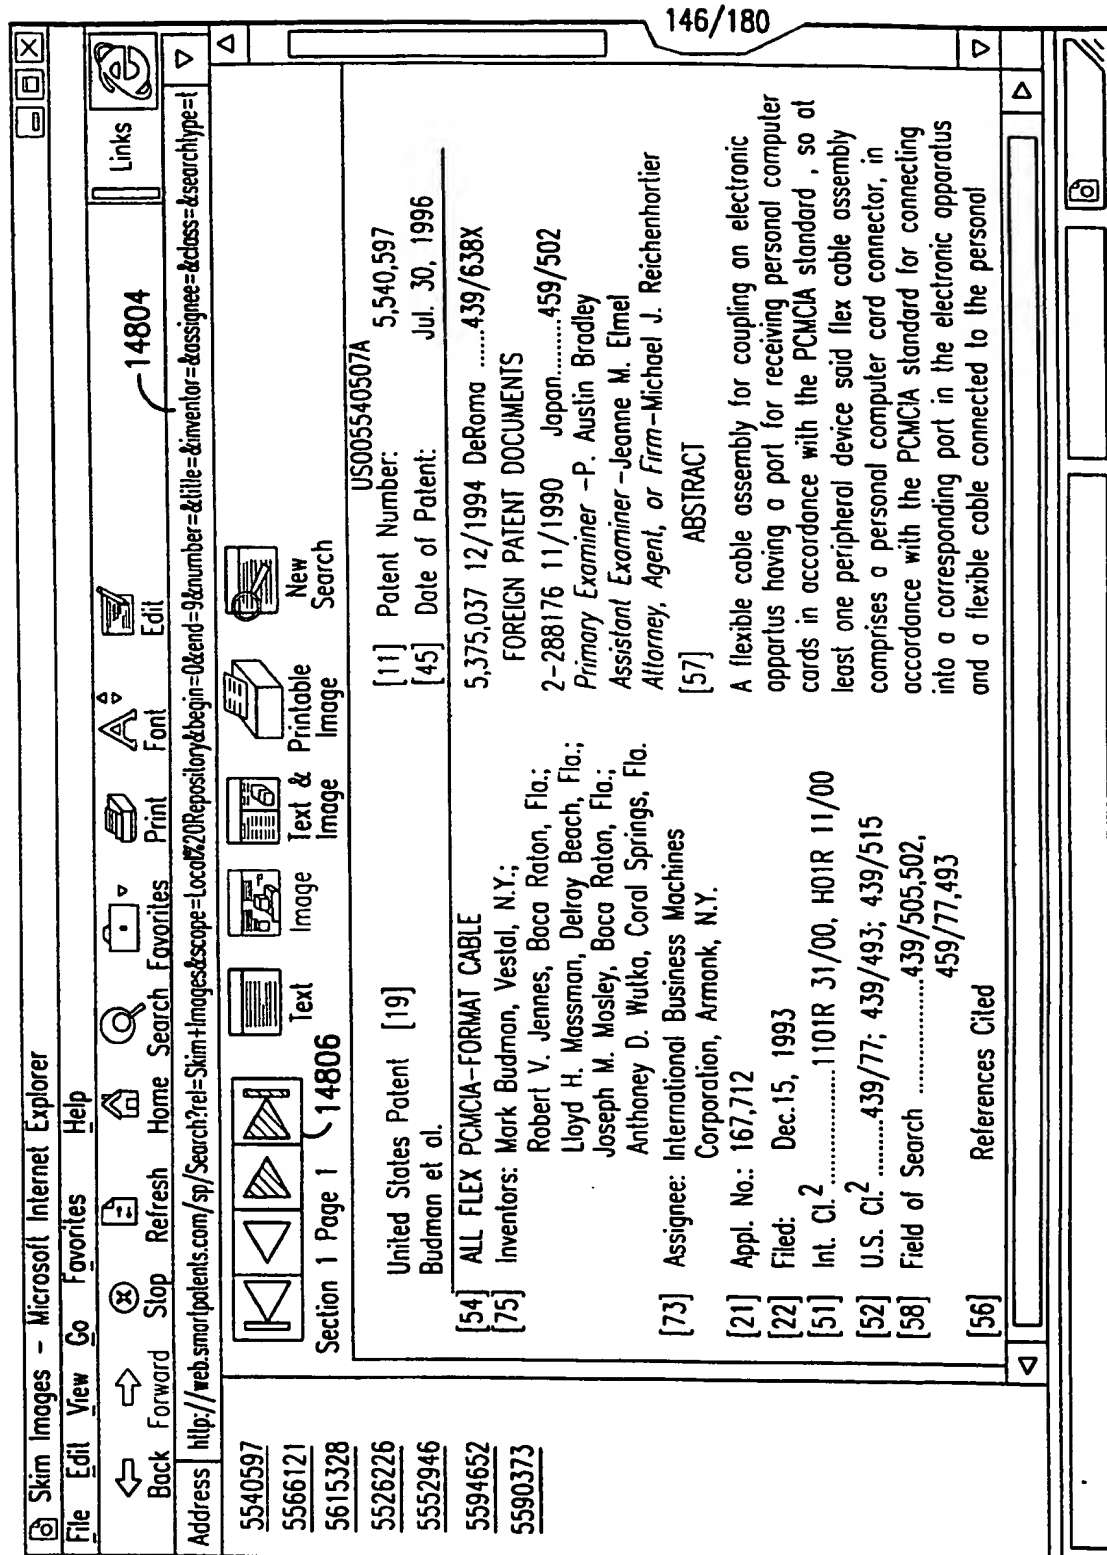 146/180
Skim Images - Microsoft Internet Explorer
File Edit View Go Favorites Help
Back Forward Stop Refresh Home Search Favorites Print Font Edit
Links
14804
Address http://web.smartpatents.com/sp/Search?rel=Skim+Images&scope=Local%20Repository&begin=0&end=9&number=&title=&inventor=&assignee=&class=&searchtype=t
5540597
5566121
5615328
5526226
5552946
5594652
5590373
Section 1 Page 1
14806
Text
Image
Text & Image
Printable Image
New Search
US005540507A
United States Patent [19]
Budman et al.
[11] Patent Number: 5,540,597
[45] Date of Patent: Jul. 30, 1996
[54] ALL FLEX PCMCIA-FORMAT CABLE
[75] Inventors: Mark Budman, Vestal, N.Y.;
Robert V. Jennes, Boca Raton, Fla.;
Lloyd H. Massman, Delray Beach, Fla.;
Joseph M. Mosley, Boca Raton, Fla.;
Anthoney D. Wutka, Coral Springs, Fla.
[73] Assignee: International Business Machines
Corporation, Armonk, N.Y.
[21] Appl. No.: 167,712
[22] Filed: Dec.15, 1993
[51] Int. Cl.2 ................ 1101R 31/00, H01R 11/00
[52] U.S. Cl.2 .........439/77; 439/493; 439/515
[58] Field of Search ................439/505,502,
459/77,493
[56] References Cited
5,375,037 12/1994 DeRoma ......439/638X
FOREIGN PATENT DOCUMENTS
2-288176 11/1990 Japan.........459/502
Primary Examiner -P. Austin Bradley
Assistant Examiner-Jeanne M. Elmel
Attorney, Agent, or Firm-Michael J. Reichenhortier
[57] ABSTRACT
A flexible cable assembly for coupling an electronic
appartus having a port for receiving personal computer
cards in accordance with the PCMCIA standard , so at
least one peripheral device said flex cable assembly
comprises a personal computer card connector, in
accordance with the PCMCIA standard for connecting
into a corresponding port in the electronic apparatus
and a flexible cable connected to the personal